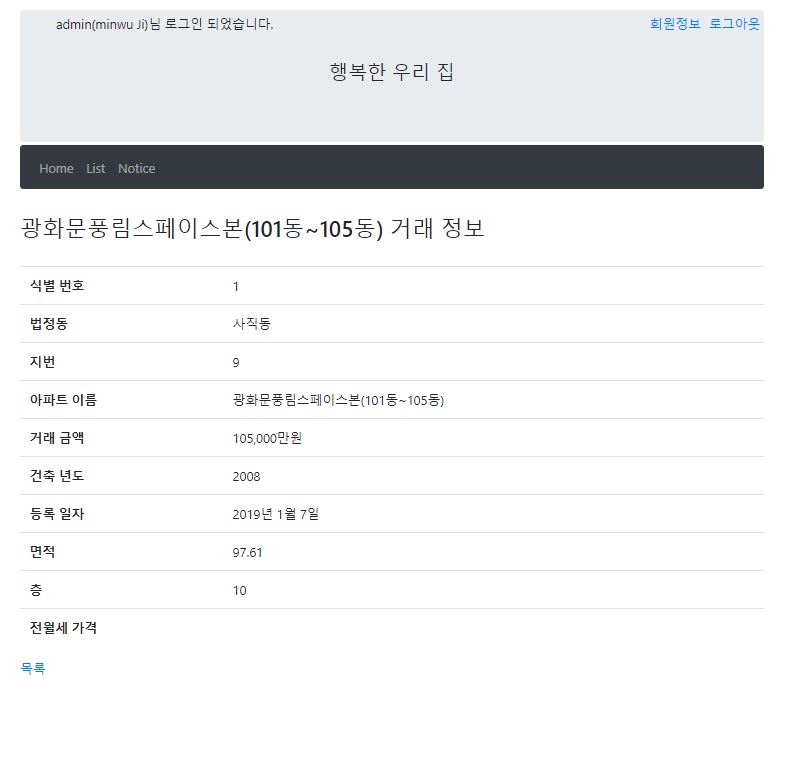 admin(minwu Ji)님 로그인 되었습니다. 회원정보 로그아웃
행복한 우리 집
Home List Notice
광화문풍림스페이스본(101동~105동) 거래 정보
식별 번호 1
법정동 사직동
지번 9
아파트 이름 광화문풍림스페이스본(101동~105동)
거래 금액 105,000만원
건축 년도 2008
등록 일자 2019년 1월 7일
면적 97.61
층 10
전월세 가격
목록